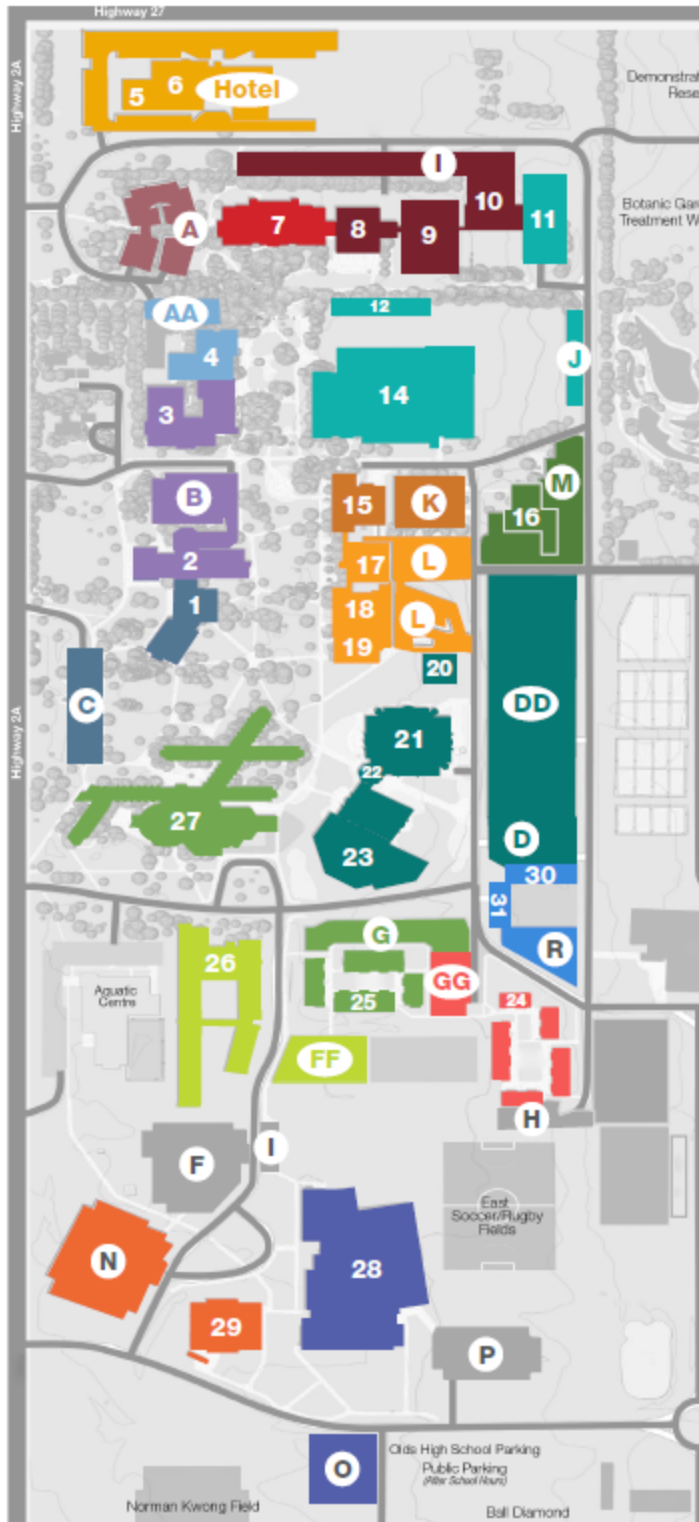 Highway 27
Highway 2A
Hotel
6
5
Demonstrat
Rese
I
10
A
7
8
9
11
Botanic Gar
Treatment W
AA
12
4
J
14
3
B
15
K
M
16
2
17
L
1
18
L
19
20
C
DD
21
Highway 2A
22
27
D
23
30
31
G
R
26
GG
Aquatic
Centre
25
24
FF
H
I
F
East
Soccer/Rugby
Fields
N
28
29
P
Olds High School Parking
O
Public Parking
(After School Hours)
Norman Kwong Field
Ball Diamond